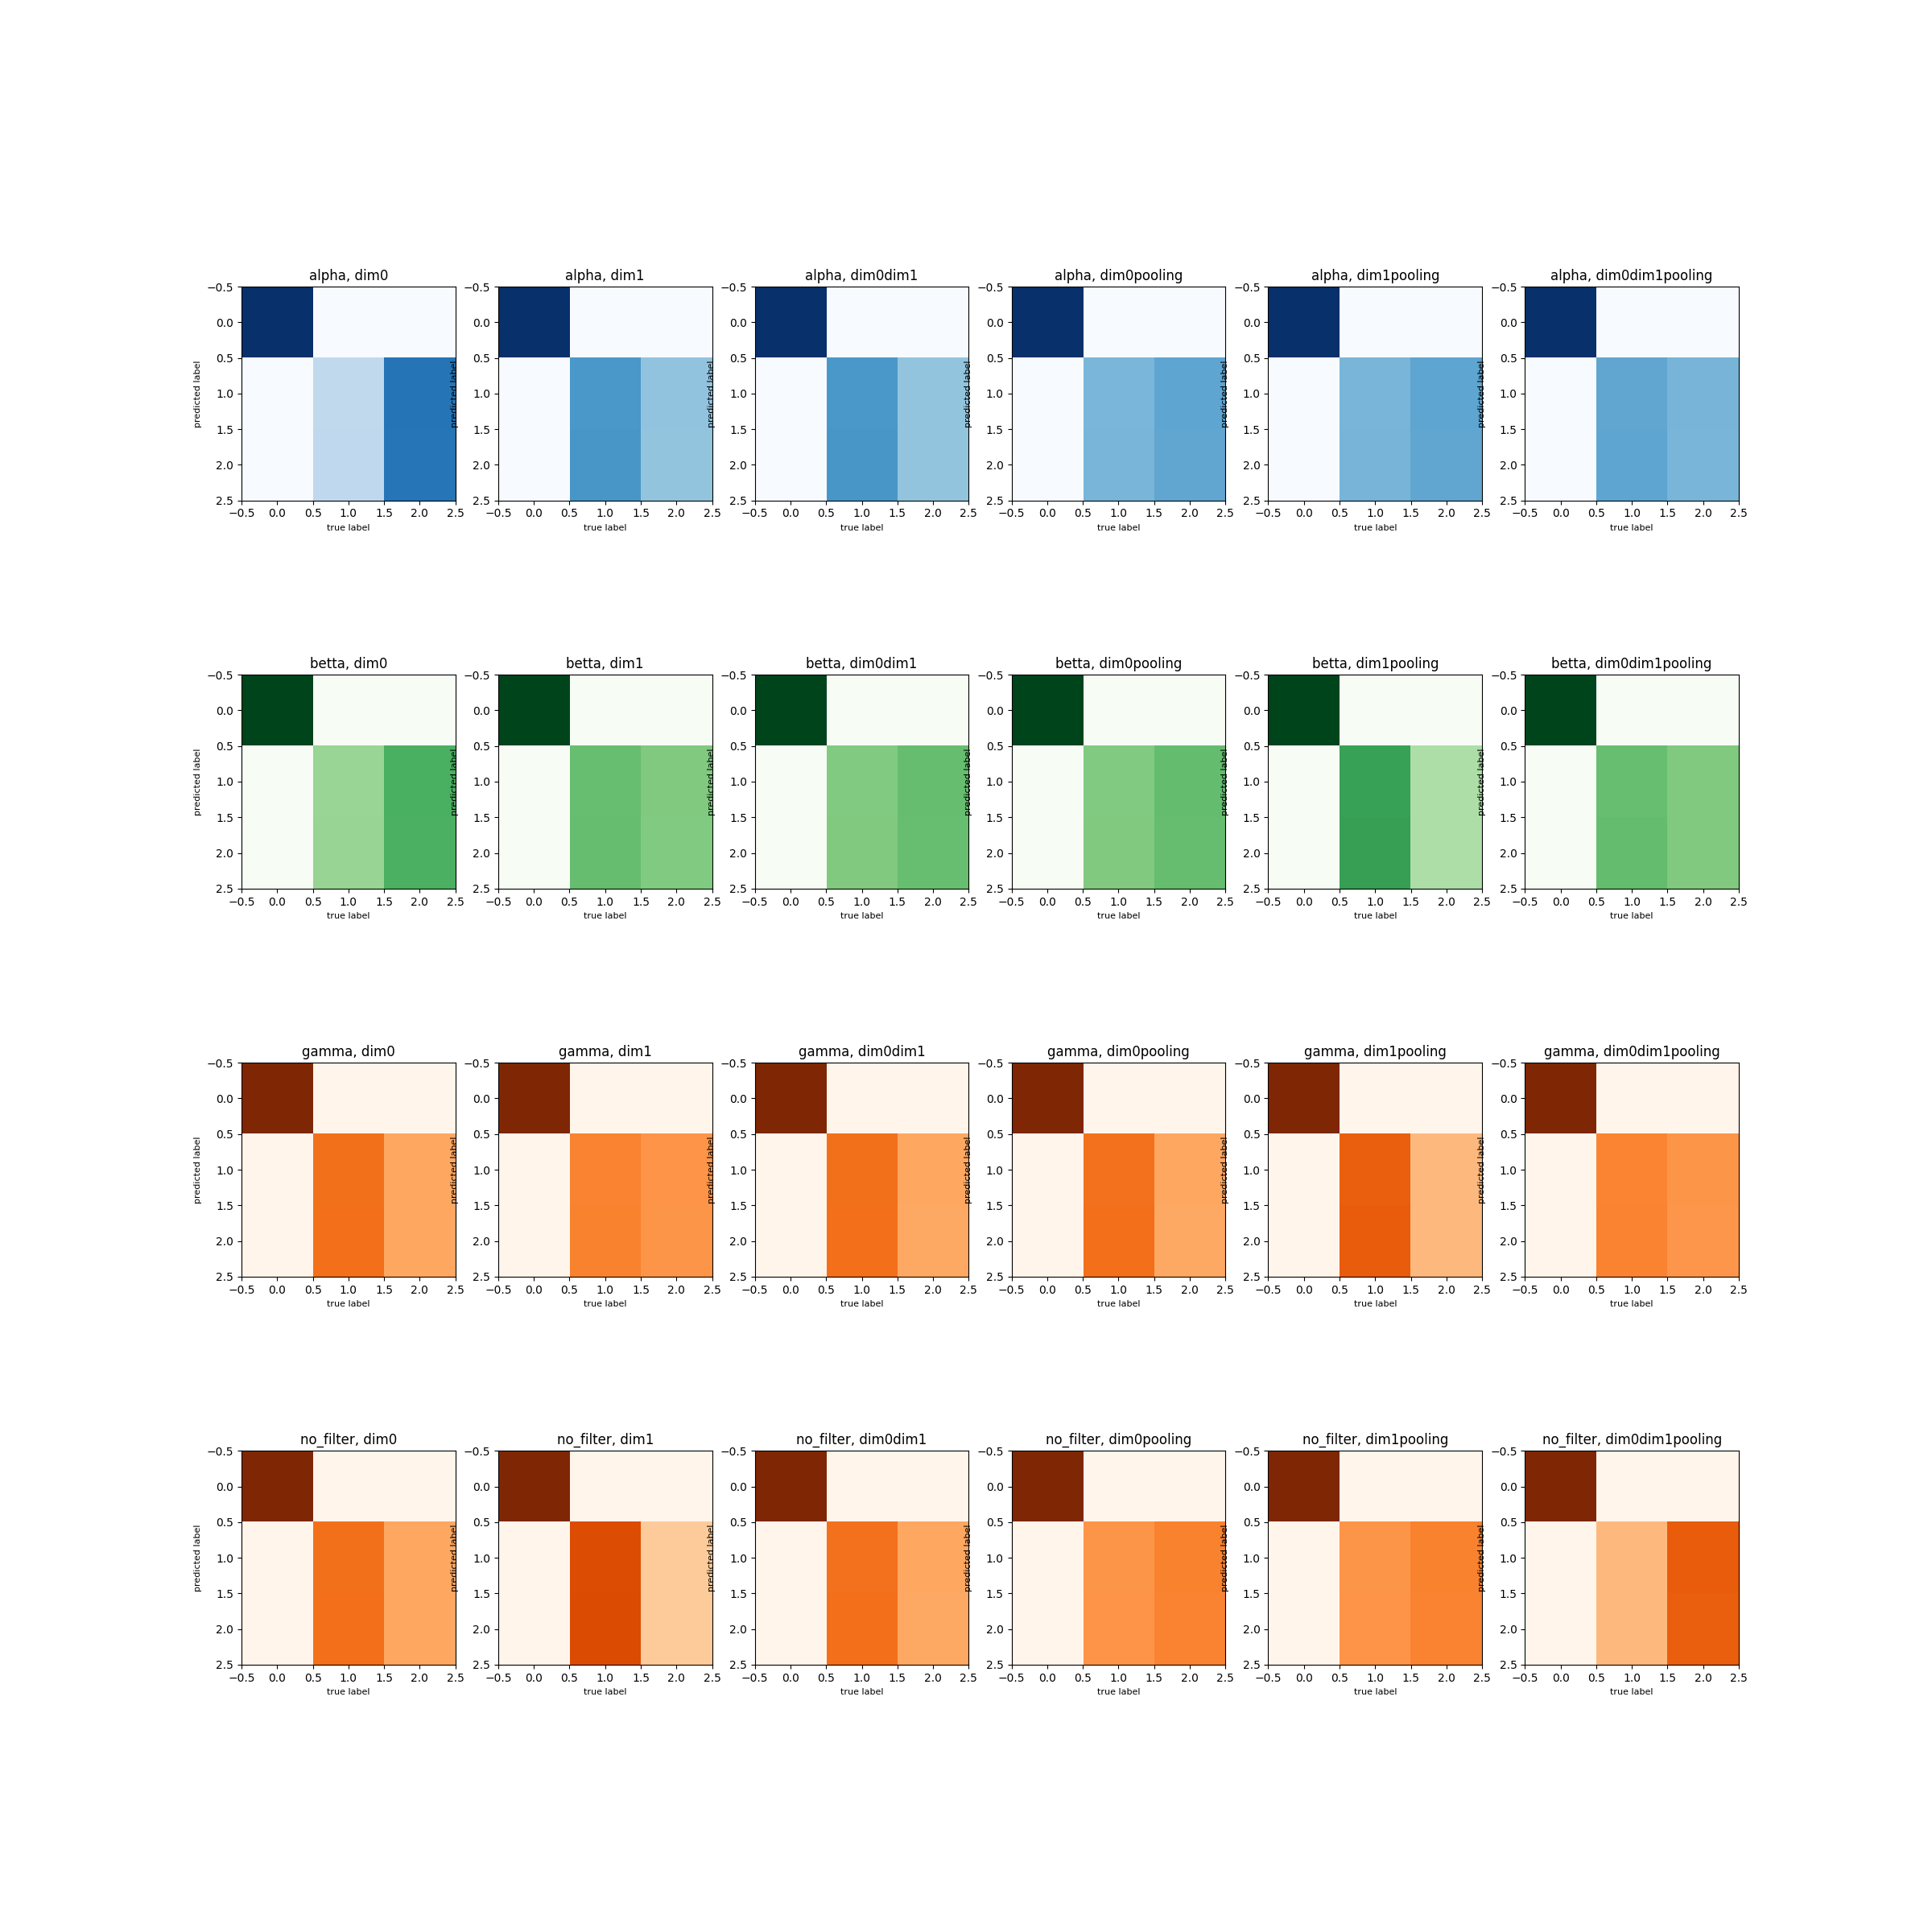 alpha, dim0 alpha, dim1 alpha, dim0dim1 alpha, dim0pooling alpha, dim1pooling alpha, dim0dim1pooling
−0.5 −0.5 −0.5 −0.5 −0.5 −0.5
0.0 0.0 0.0 0.0 0.0 0.0
0.5 0.5 0.5 0.5 0.5 0.5
predicted label predicted label predicted label predicted label predicted label predicted label
1.0 1.0 1.0 1.0 1.0 1.0
1.5 1.5 1.5 1.5 1.5 1.5
2.0 2.0 2.0 2.0 2.0 2.0
2.5 2.5 2.5 2.5 2.5 2.5
−0.5 0.0 0.5 1.0 1.5 2.0 2.5 −0.5 0.0 0.5 1.0 1.5 2.0 2.5 −0.5 0.0 0.5 1.0 1.5 2.0 2.5 −0.5 0.0 0.5 1.0 1.5 2.0 2.5 −0.5 0.0 0.5 1.0 1.5 2.0 2.5 −0.5 0.0 0.5 1.0 1.5 2.0 2.5
true label true label true label true label true label true label
betta, dim0 betta, dim1 betta, dim0dim1 betta, dim0pooling betta, dim1pooling betta, dim0dim1pooling
−0.5 −0.5 −0.5 −0.5 −0.5 −0.5
0.0 0.0 0.0 0.0 0.0 0.0
0.5 0.5 0.5 0.5 0.5 0.5
predicted label predicted label predicted label predicted label predicted label predicted label
1.0 1.0 1.0 1.0 1.0 1.0
1.5 1.5 1.5 1.5 1.5 1.5
2.0 2.0 2.0 2.0 2.0 2.0
2.5 2.5 2.5 2.5 2.5 2.5
−0.5 0.0 0.5 1.0 1.5 2.0 2.5 −0.5 0.0 0.5 1.0 1.5 2.0 2.5 −0.5 0.0 0.5 1.0 1.5 2.0 2.5 −0.5 0.0 0.5 1.0 1.5 2.0 2.5 −0.5 0.0 0.5 1.0 1.5 2.0 2.5 −0.5 0.0 0.5 1.0 1.5 2.0 2.5
true label true label true label true label true label true label
gamma, dim0 gamma, dim1 gamma, dim0dim1 gamma, dim0pooling gamma, dim1pooling gamma, dim0dim1pooling
−0.5 −0.5 −0.5 −0.5 −0.5 −0.5
0.0 0.0 0.0 0.0 0.0 0.0
0.5 0.5 0.5 0.5 0.5 0.5
predicted label predicted label predicted label predicted label predicted label predicted label
1.0 1.0 1.0 1.0 1.0 1.0
1.5 1.5 1.5 1.5 1.5 1.5
2.0 2.0 2.0 2.0 2.0 2.0
2.5 2.5 2.5 2.5 2.5 2.5
−0.5 0.0 0.5 1.0 1.5 2.0 2.5 −0.5 0.0 0.5 1.0 1.5 2.0 2.5 −0.5 0.0 0.5 1.0 1.5 2.0 2.5 −0.5 0.0 0.5 1.0 1.5 2.0 2.5 −0.5 0.0 0.5 1.0 1.5 2.0 2.5 −0.5 0.0 0.5 1.0 1.5 2.0 2.5
true label true label true label true label true label true label
no_filter, dim0 no_filter, dim1 no_filter, dim0dim1 no_filter, dim0pooling no_filter, dim1pooling no_filter, dim0dim1pooling
−0.5 −0.5 −0.5 −0.5 −0.5 −0.5
0.0 0.0 0.0 0.0 0.0 0.0
0.5 0.5 0.5 0.5 0.5 0.5
predicted label predicted label predicted label predicted label predicted label predicted label
1.0 1.0 1.0 1.0 1.0 1.0
1.5 1.5 1.5 1.5 1.5 1.5
2.0 2.0 2.0 2.0 2.0 2.0
2.5 2.5 2.5 2.5 2.5 2.5
−0.5 0.0 0.5 1.0 1.5 2.0 2.5 −0.5 0.0 0.5 1.0 1.5 2.0 2.5 −0.5 0.0 0.5 1.0 1.5 2.0 2.5 −0.5 0.0 0.5 1.0 1.5 2.0 2.5 −0.5 0.0 0.5 1.0 1.5 2.0 2.5 −0.5 0.0 0.5 1.0 1.5 2.0 2.5
true label true label true label true label true label true label